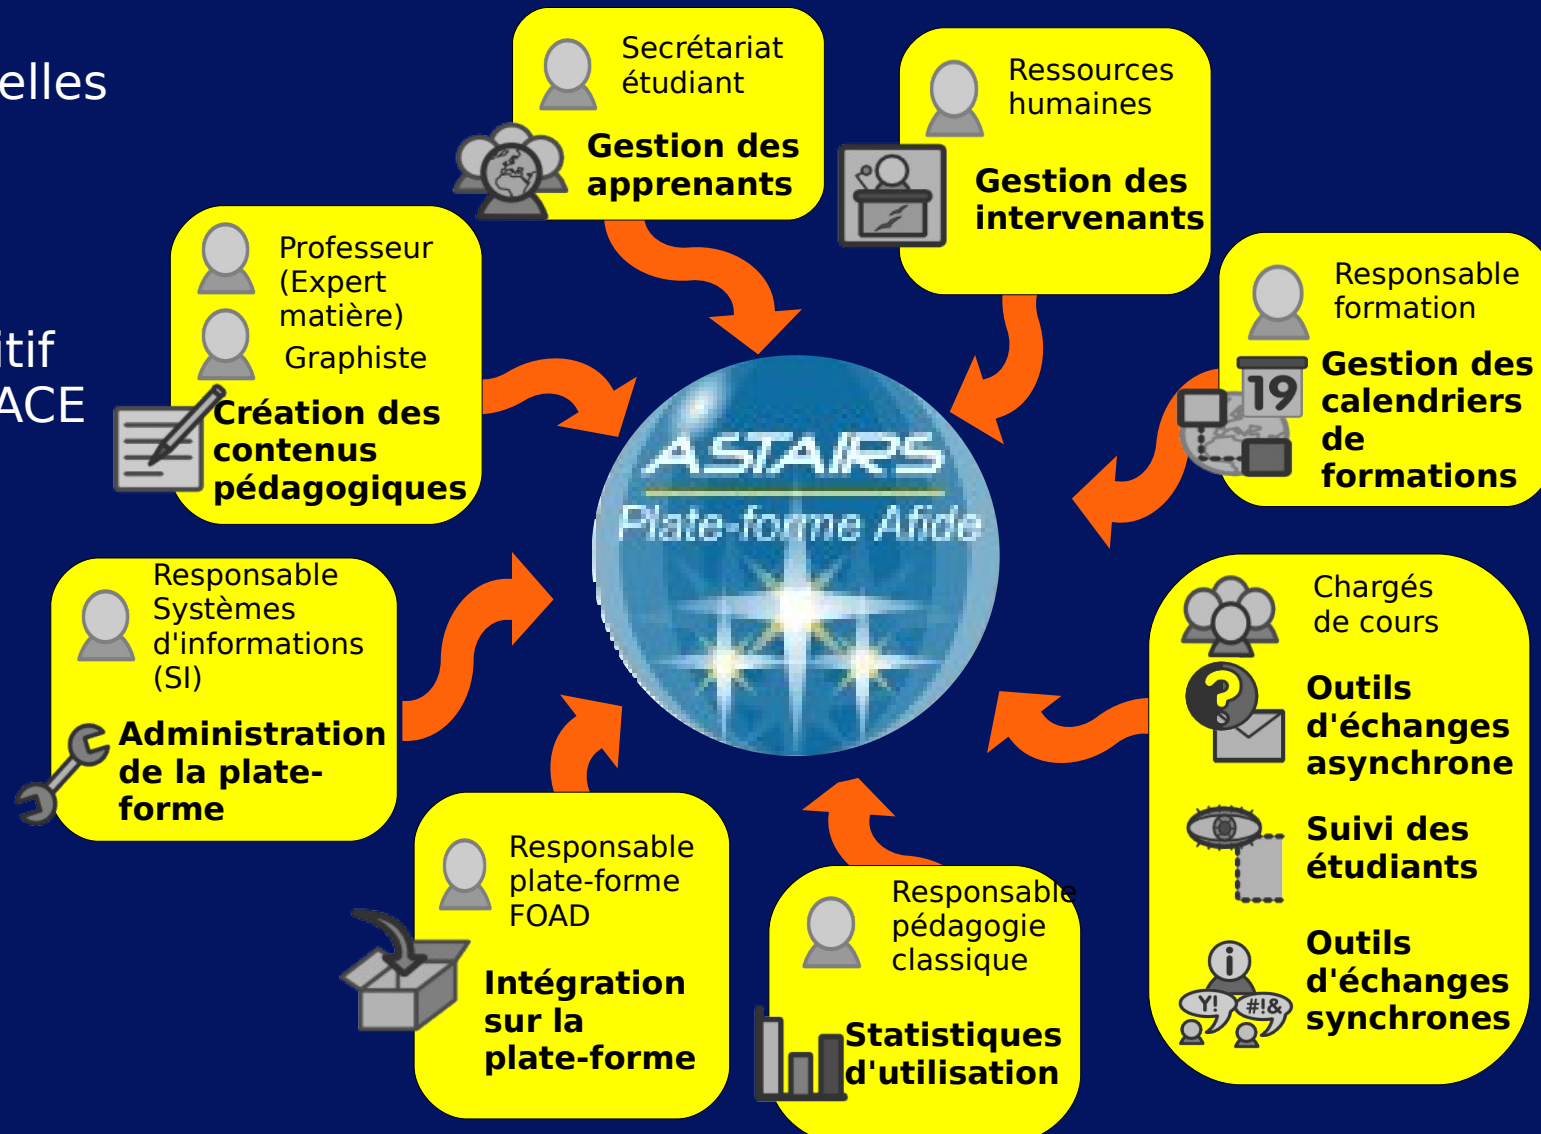 elles
itif
ACE
Secrétariat
étudiant
Gestion des
apprenants
Ressources
humaines
Gestion des
intervenants
Professeur
(Expert
matière)
Graphiste
Création des
contenus
pédagogiques
Responsable
formation
19
Gestion des
calendriers
de
formations
ASTAIRS
Plate-forme Afide
Responsable
Systèmes
d'informations
(SI)
Administration
de la plate-
forme
Chargés
de cours
?
Outils
d'échanges
asynchrone
Suivi des
étudiants
i
Y! #!&
Outils
d'échanges
synchrones
Responsable
plate-forme
FOAD
Intégration
sur la
plate-forme
Responsable
pédagogie
classique
Statistiques
d'utilisation